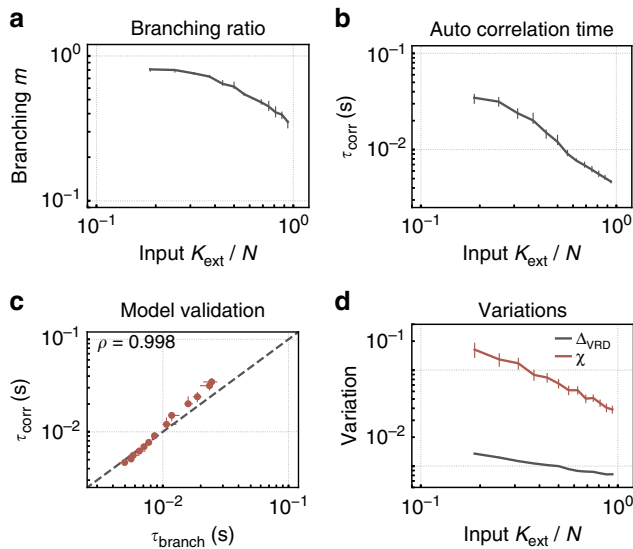 a
Branching ratio
10⁰
10⁻¹
Branching m
10⁻¹
10⁰
Input K_ext / N
b
Auto correlation time
10⁻¹
10⁻²
τ_corr (s)
10⁻¹
10⁰
Input K_ext / N
c
Model validation
ρ = 0.998
10⁻¹
10⁻²
τ_corr (s)
10⁻²
10⁻¹
τ_branch (s)
d
Variations
Δ_VRD
χ
10⁻¹
10⁻²
Variation
10⁻¹
10⁰
Input K_ext / N